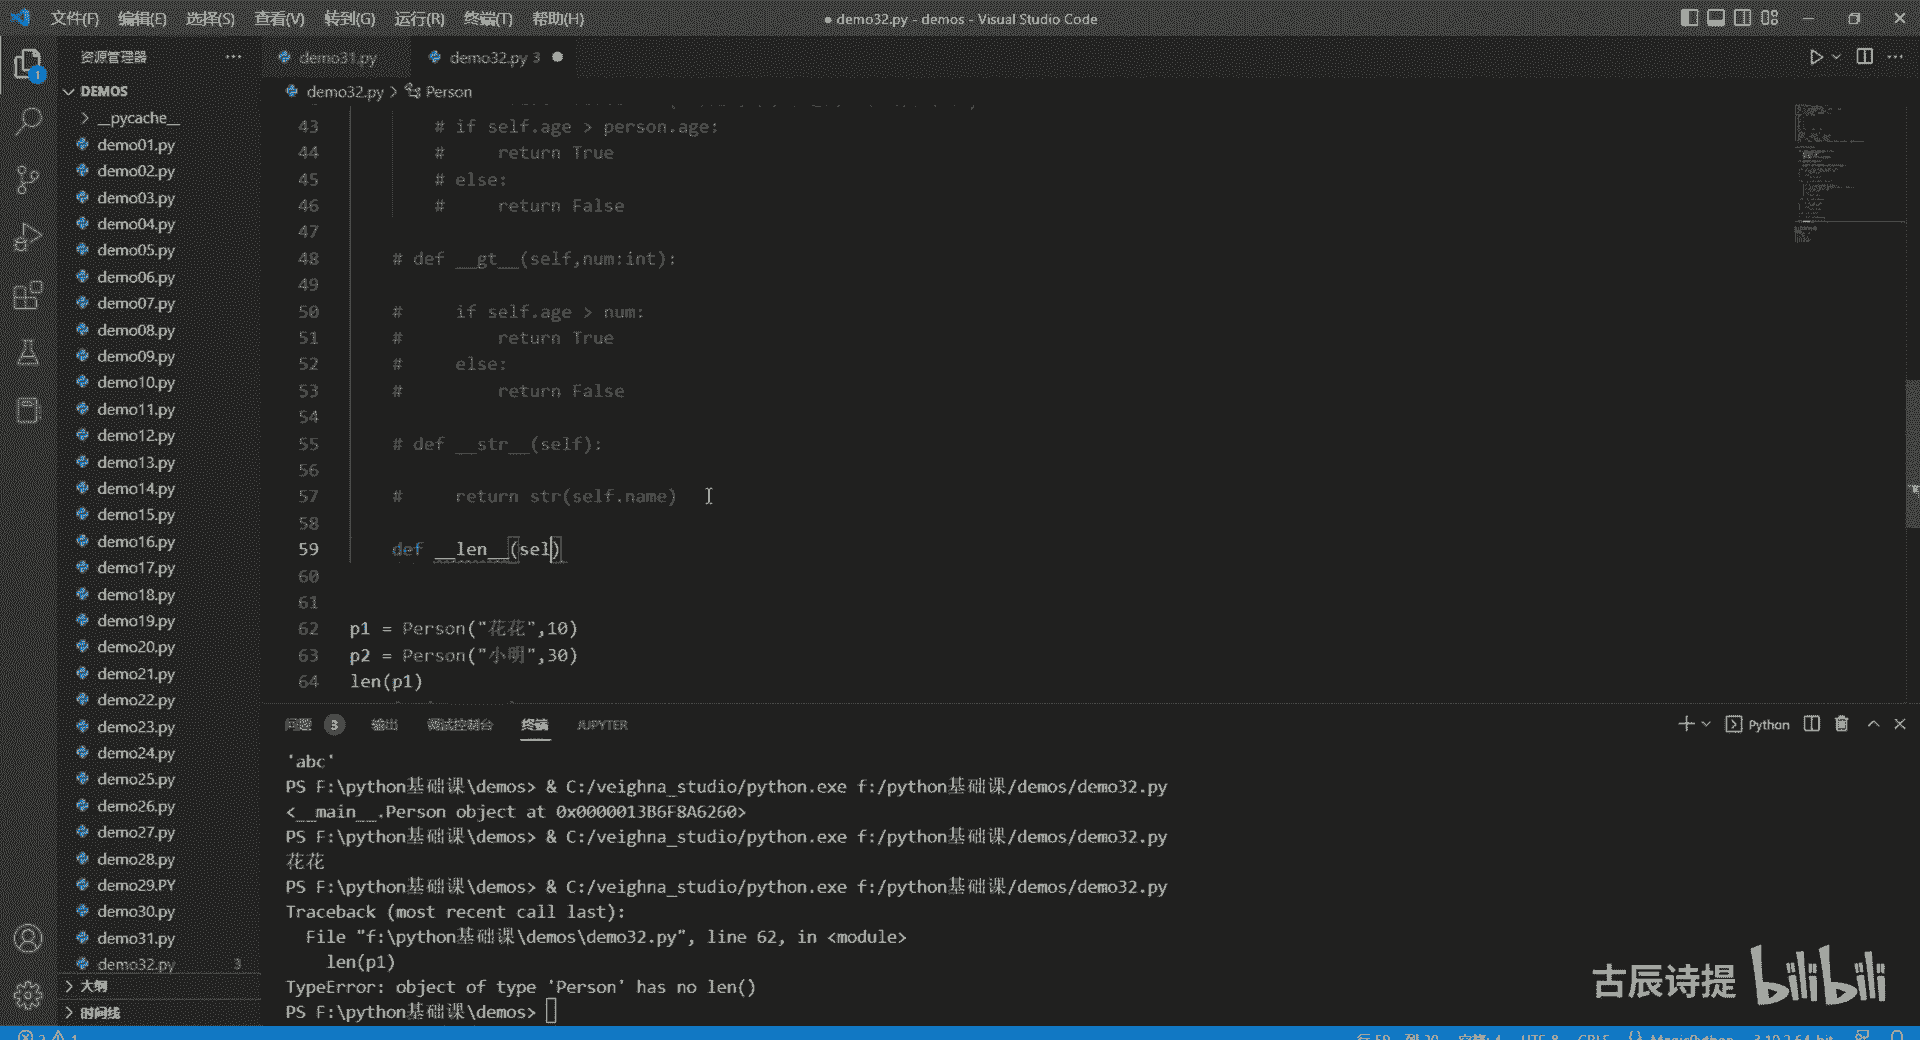 文件(F) 编辑(E) 选择(S) 查看(V) 转到(G) 运行(R) 终端(T) 帮助(H) ● demo32.py - demos - Visual Studio Code
资源管理器 ···
demo31.py demo32.py 3 ●
DEMOS
demo32.py > Person
__pycache__
demo01.py
demo02.py
demo03.py
demo04.py
demo05.py
demo06.py
demo07.py
demo08.py
demo09.py
demo10.py
demo11.py
demo12.py
demo13.py
demo14.py
demo15.py
demo16.py
demo17.py
demo18.py
demo19.py
demo20.py
demo21.py
demo22.py
demo23.py
demo24.py
demo25.py
demo26.py
demo27.py
demo28.py
demo29.PY
demo30.py
demo31.py
demo32.py 3
大纲
时间线
43 # if self.age > person.age:
44 #     return True
45 # else:
46 #     return False
47
48 # def __gt__(self,num:int):
49
50 #     if self.age > num:
51 #         return True
52 #     else:
53 #         return False
54
55 # def __str__(self):
56
57 #     return str(self.name)
58
59 def __len__(sel)
60
61
62 p1 = Person("花花",10)
63 p2 = Person("小明",30)
64 len(p1)
问题 3 输出 调试控制台 终端 JUPYTER
Python
'abc'
PS F:\python基础课\demos> & C:/veighna_studio/python.exe f:/python基础课/demos/demo32.py
<__main__.Person object at 0x0000013B6F8A6260>
PS F:\python基础课\demos> & C:/veighna_studio/python.exe f:/python基础课/demos/demo32.py
花花
PS F:\python基础课\demos> & C:/veighna_studio/python.exe f:/python基础课/demos/demo32.py
Traceback (most recent call last):
  File "f:\python基础课\demos\demo32.py", line 62, in <module>
    len(p1)
TypeError: object of type 'Person' has no len()
PS F:\python基础课\demos>
古辰诗提 bilibili